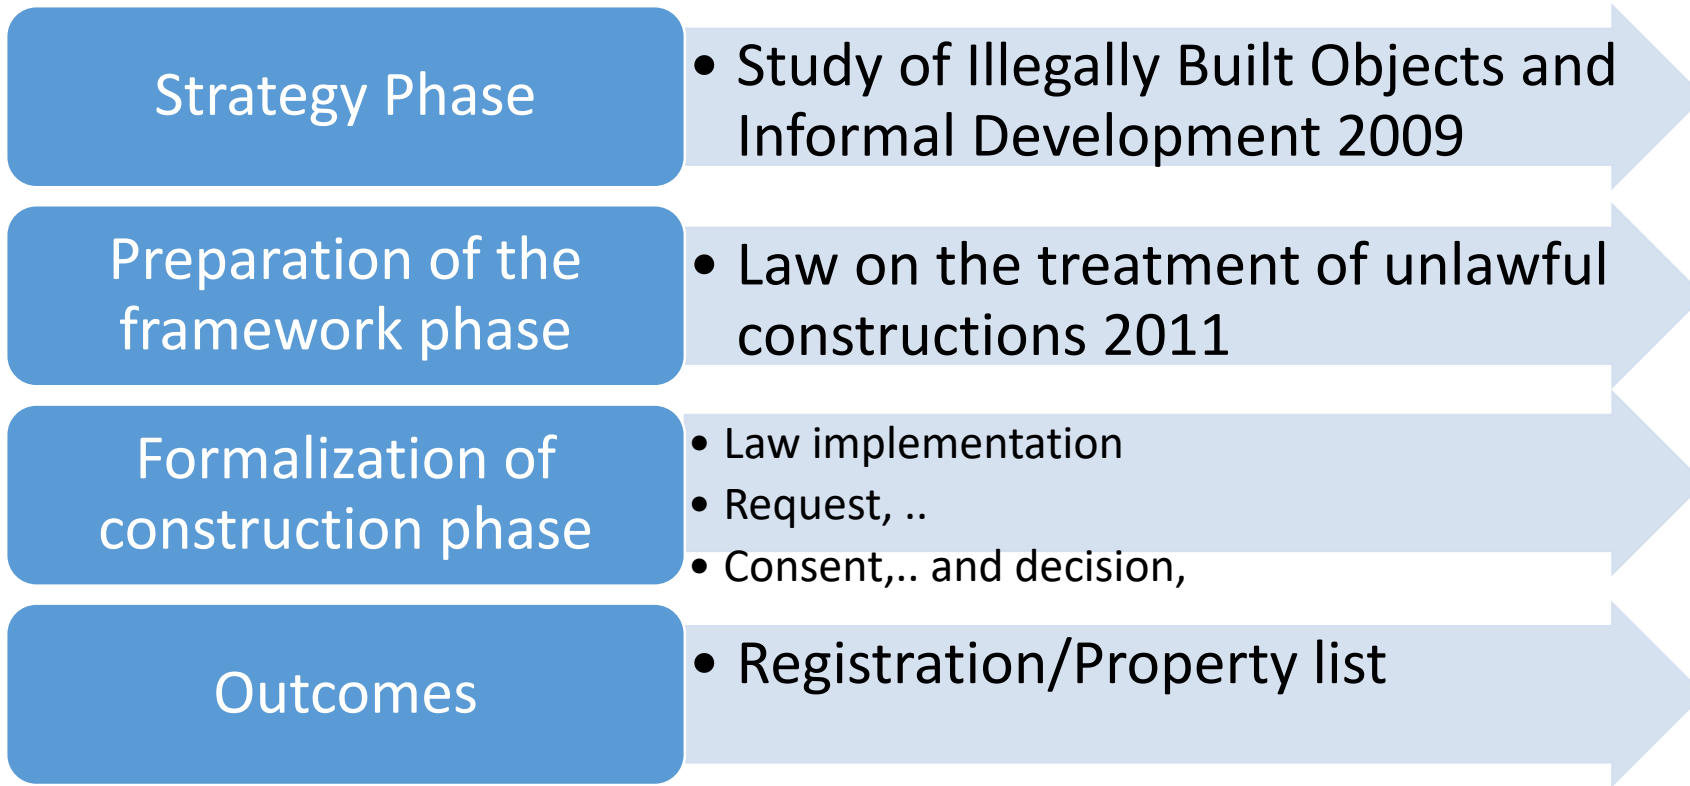 Strategy Phase
• Study of Illegally Built Objects and
Informal Development 2009
Preparation of the
framework phase
• Law on the treatment of unlawful
constructions 2011
Formalization of
construction phase
• Law implementation
• Request, ..
• Consent,.. and decision,
Outcomes
• Registration/Property list